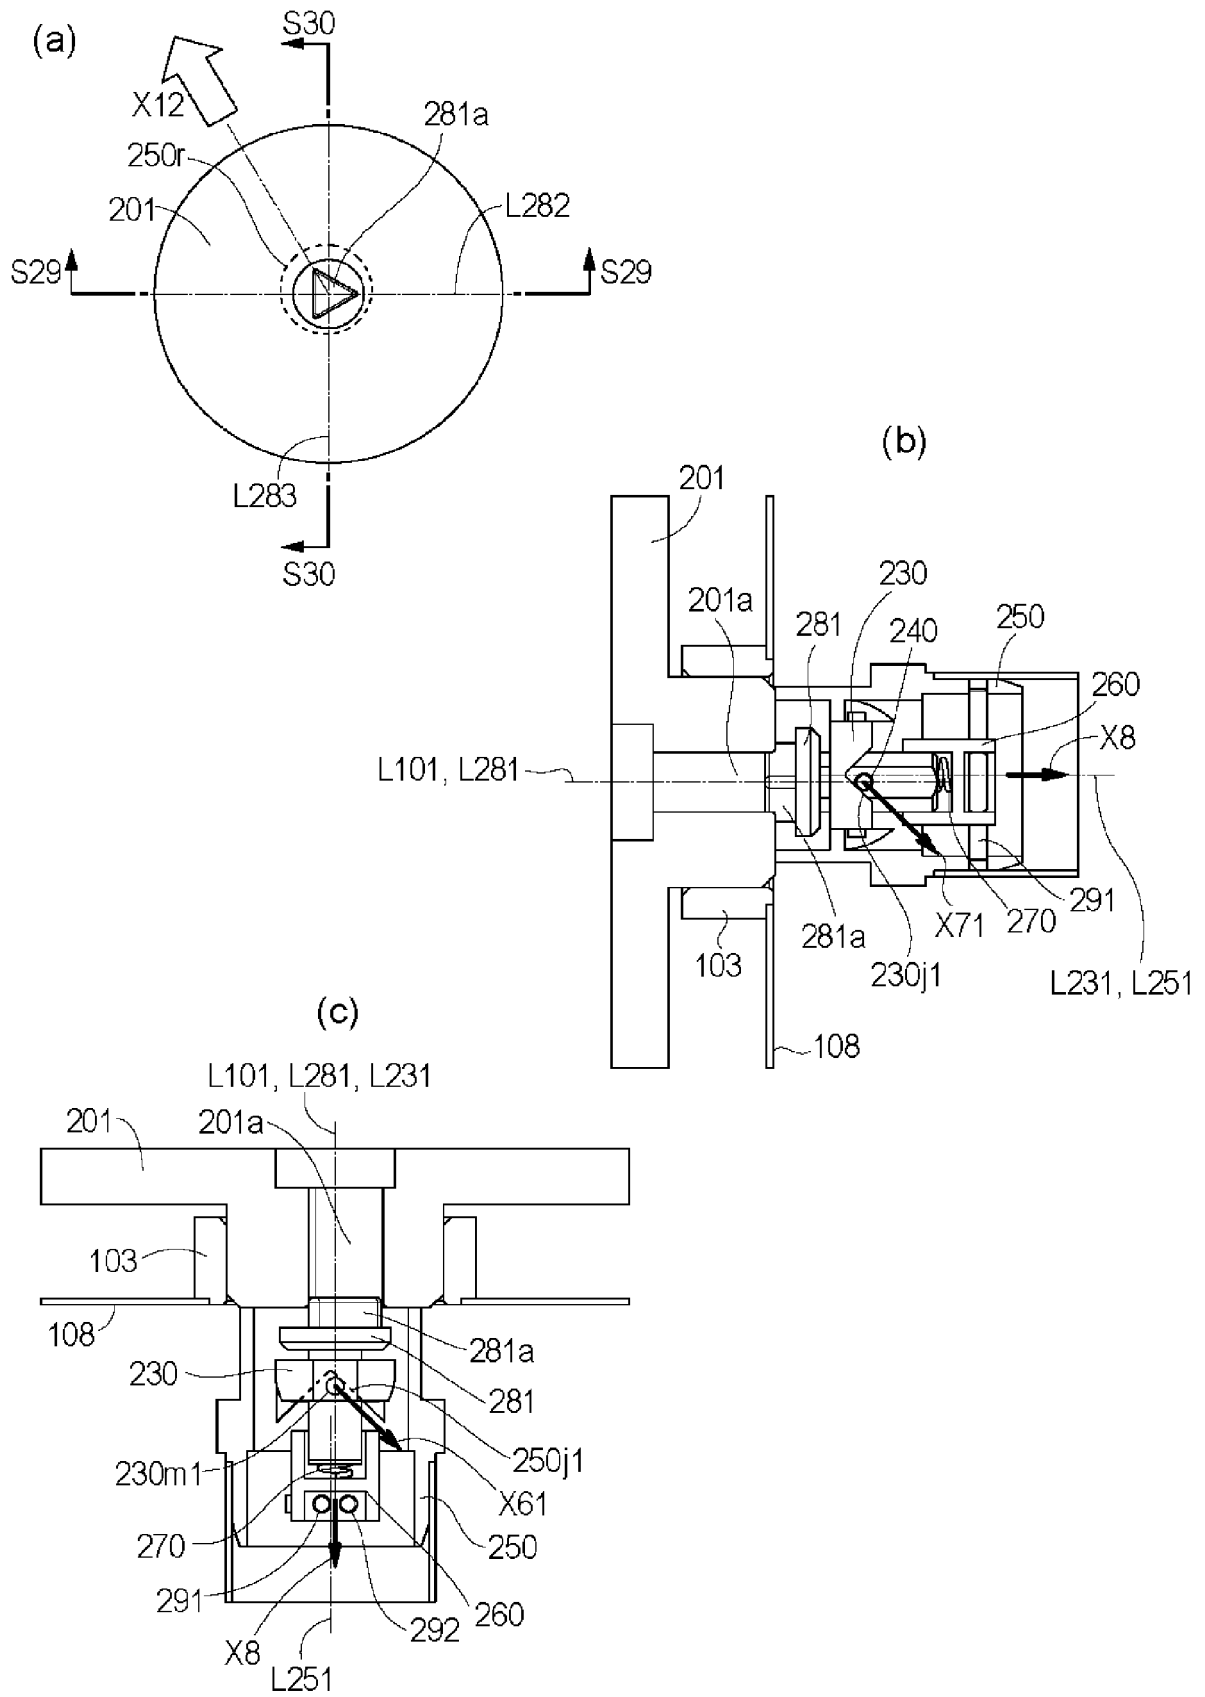 (a)
S30
X12
281a
250r
201
L282
S29
S29
L283
S30
(b)
201
230
201a
281
240
250
260
X8
L101, L281
281a
X71
270
291
103
230j1
L231, L251
108
(c)
L101, L281, L231
201
201a
103
108
281a
230
281
230m1
250j1
X61
270
250
291
260
292
X8
L251